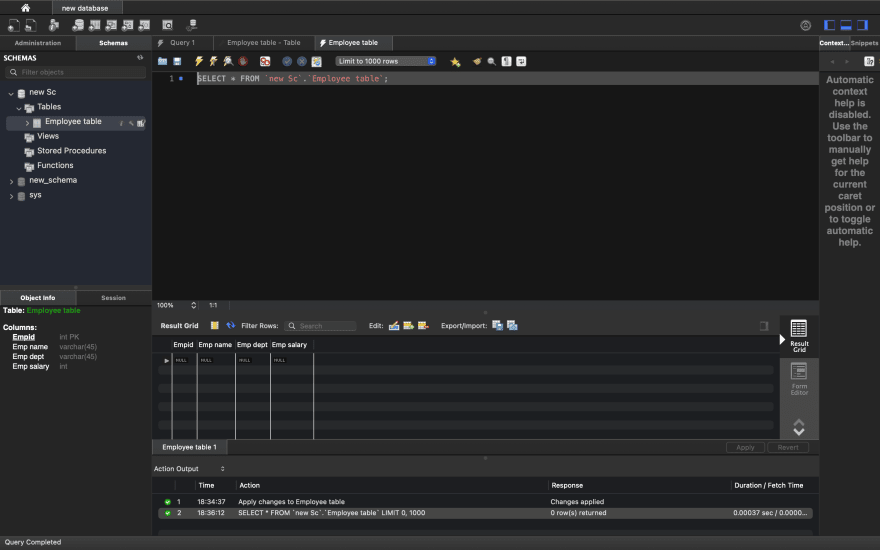 new database
Administration
Schemas
Query 1
Employee table - Table
Employee table
Context...
Snippets
SCHEMAS
Filter objects
Limit to 1000 rows
new Sc
Tables
Employee table
Views
Stored Procedures
Functions
new_schema
sys
1
SELECT * FROM `new Sc`.`Employee table`;
Automatic
context
help is
disabled.
Use the
toolbar to
manually
get help
for the
current
caret
position or
to toggle
automatic
help.
Object Info
Session
Table: Employee table
Columns:
Empid int PK
Emp name varchar(45)
Emp dept varchar(45)
Emp salary int
100%
1:1
Result Grid
Filter Rows:
Search
Edit:
Export/Import:
Empid Emp name Emp dept Emp salary
NULL NULL NULL NULL
Result
Grid
Form
Editor
Employee table 1
Apply
Revert
Action Output
Time Action Response Duration / Fetch Time
1 18:34:37 Apply changes to Employee table Changes applied
2 18:36:12 SELECT * FROM `new Sc`.`Employee table` LIMIT 0, 1000 0 row(s) returned 0.00037 sec / 0.0000...
Query Completed